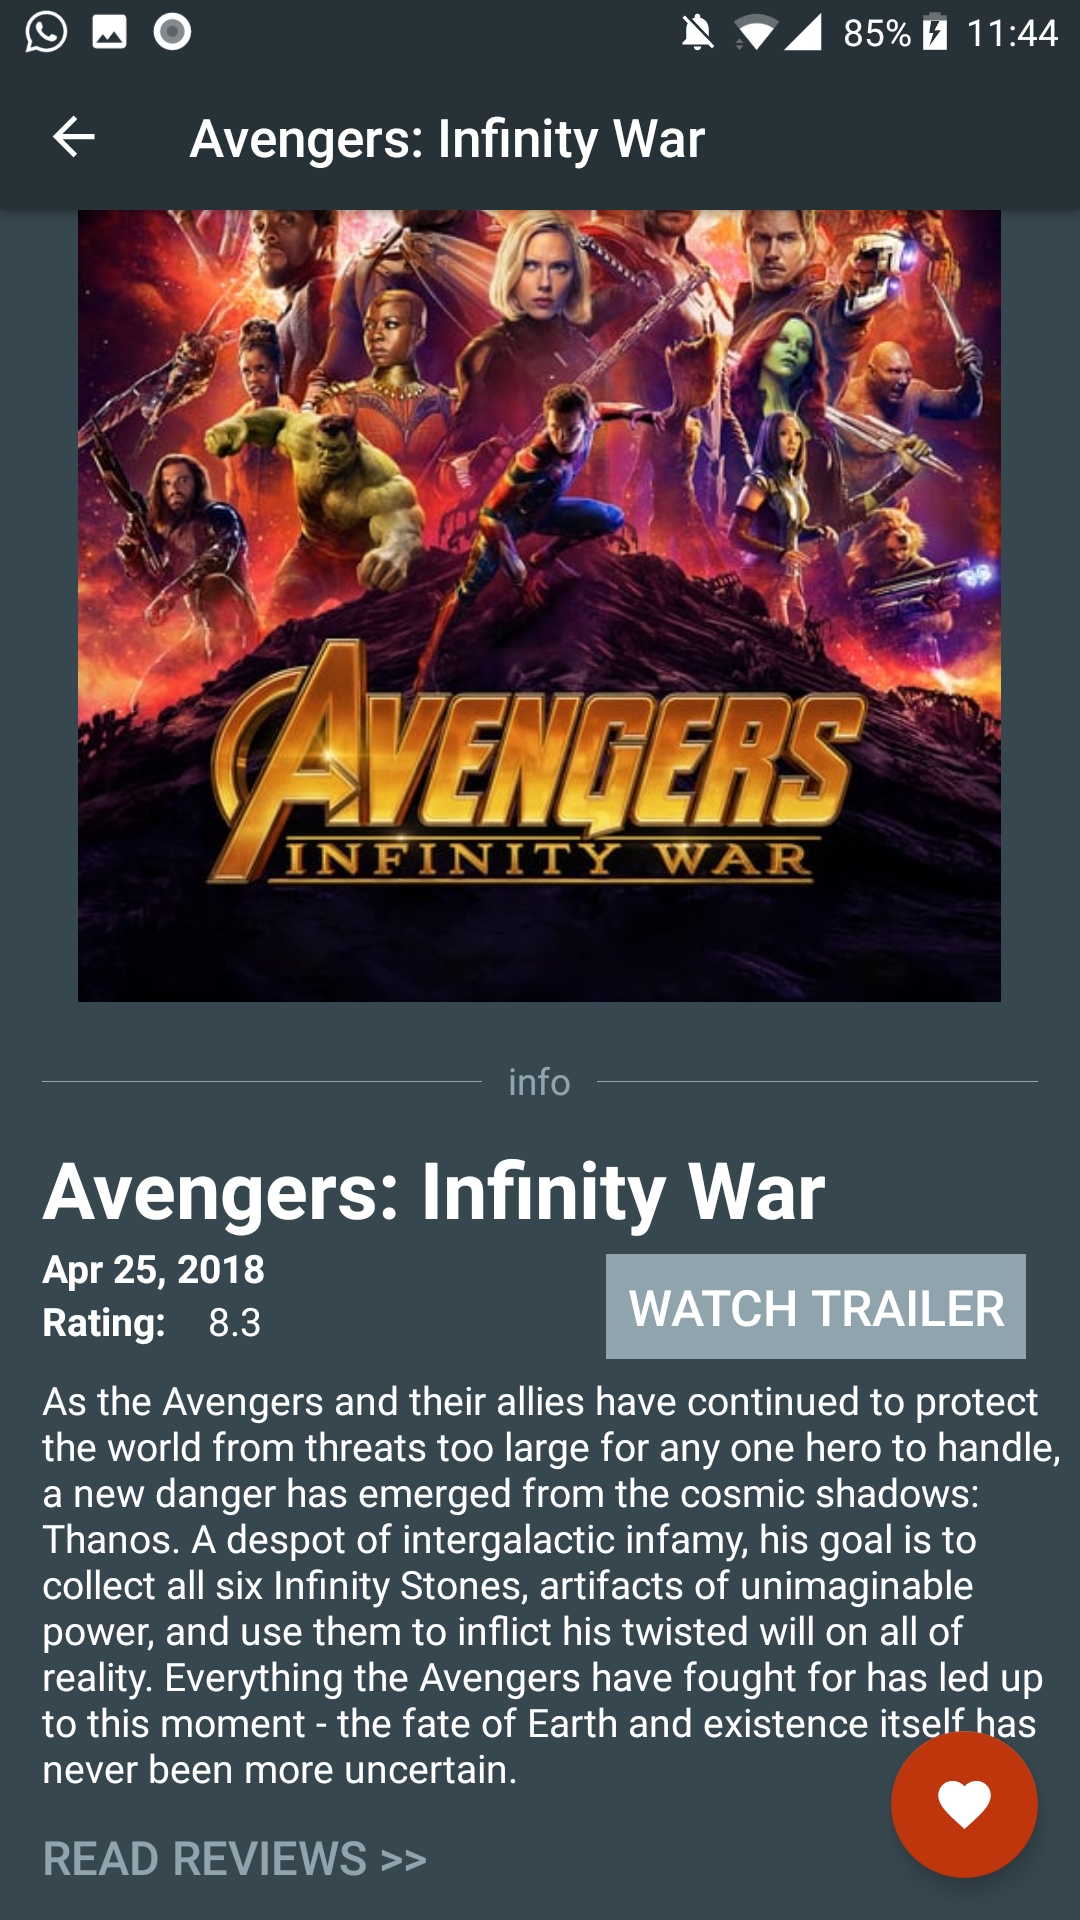 85% 11:44
Avengers: Infinity War
AVENGERS
INFINITY WAR
info
Avengers: Infinity War
Apr 25, 2018
Rating: 8.3
WATCH TRAILER
As the Avengers and their allies have continued to protect
the world from threats too large for any one hero to handle,
a new danger has emerged from the cosmic shadows:
Thanos. A despot of intergalactic infamy, his goal is to
collect all six Infinity Stones, artifacts of unimaginable
power, and use them to inflict his twisted will on all of
reality. Everything the Avengers have fought for has led up
to this moment - the fate of Earth and existence itself has
never been more uncertain.
READ REVIEWS >>